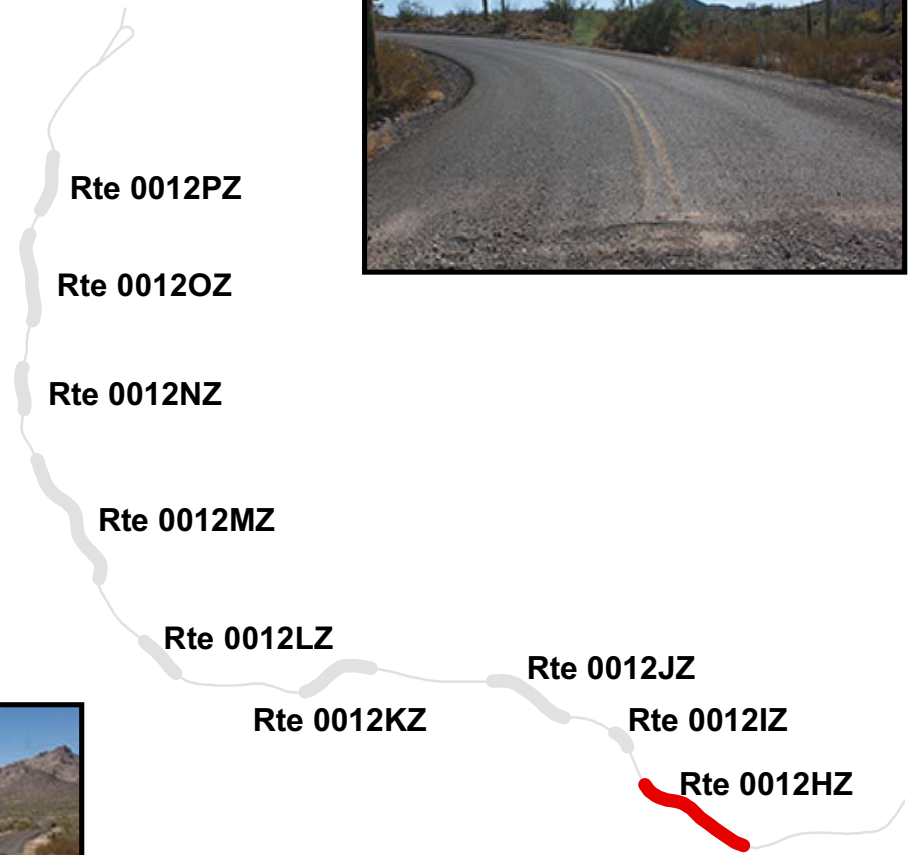 Rte 0012PZ
Rte 0012OZ
Rte 0012NZ
Rte 0012MZ
Rte 0012LZ
Rte 0012JZ
Rte 0012KZ
Rte 0012IZ
Rte 0012HZ